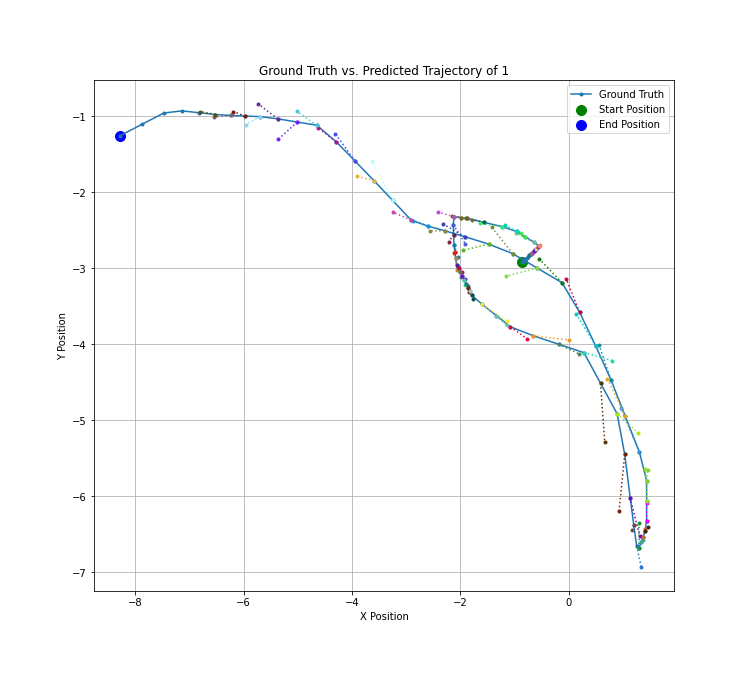 Ground Truth vs. Predicted Trajectory of 1
Ground Truth
Start Position
End Position
Y Position
−1
−2
−3
−4
−5
−6
−7
−8
−6
−4
−2
0
X Position